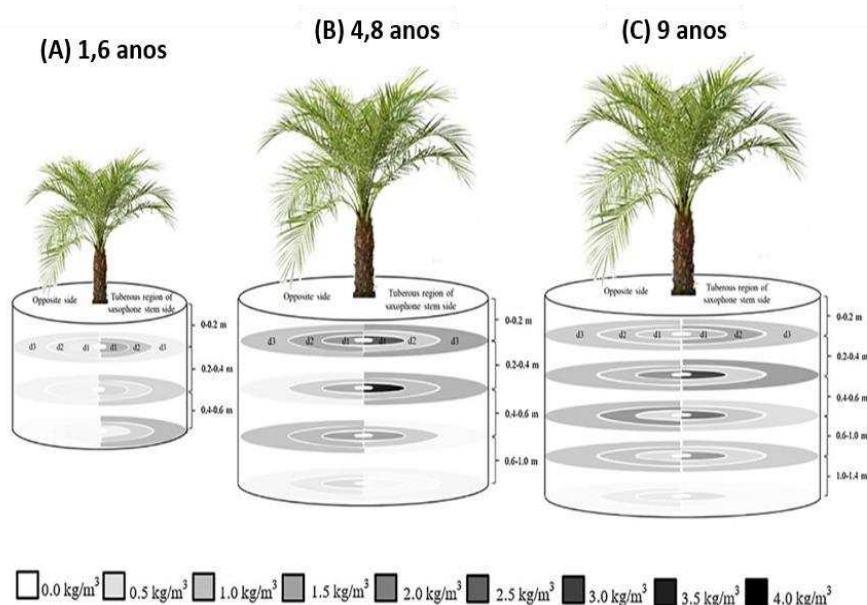 (A) 1,6 anos
(B) 4,8 anos
(C) 9 anos
Opposite side
Tuberous region of
saxophone stem side
0-0.2 m
d3 d2 d1 d1 d2 d3
0.2-0.4 m
0.4-0.6 m
Opposite side
Tuberous region of
saxophone stem side
0-0.2 m
d3 d2 d1 d1 d2 d3
0.2-0.4 m
0.4-0.6 m
0.6-1.0 m
Opposite side
Tuberous region of
saxophone stem side
0-0.2 m
d3 d2 d1 d1 d2 d3
0.2-0.4 m
0.4-0.6 m
0.6-1.0 m
1.0-1.4 m
0.0 kg/m³ 0.5 kg/m³ 1.0 kg/m³ 1.5 kg/m³ 2.0 kg/m³ 2.5 kg/m³ 3.0 kg/m³ 3.5 kg/m³ 4.0 kg/m³